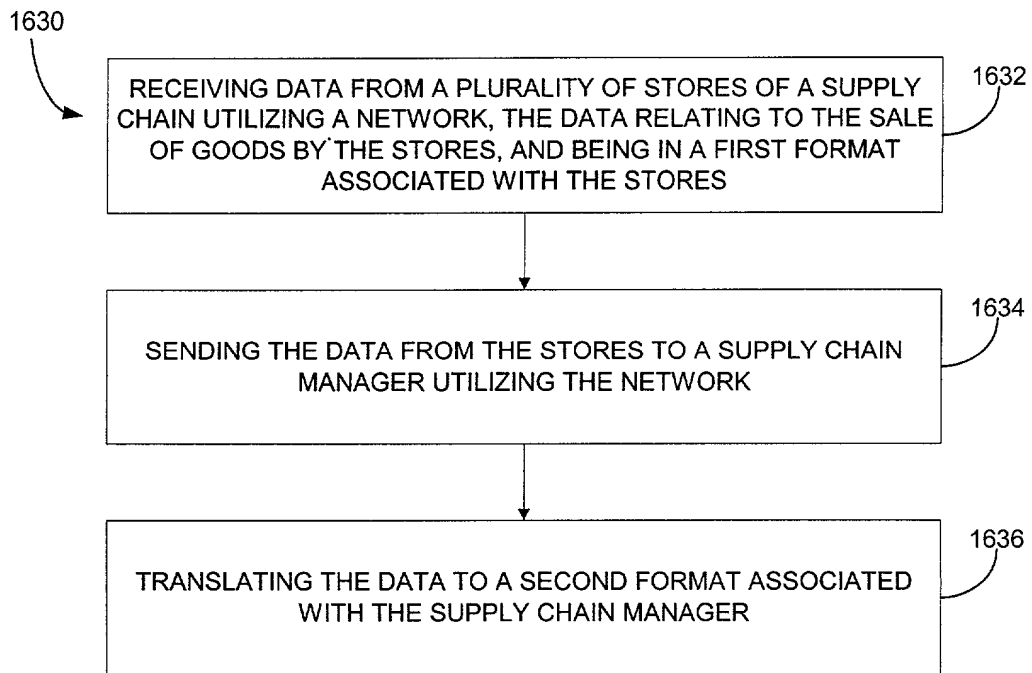 1630
1632
RECEIVING DATA FROM A PLURALITY OF STORES OF A SUPPLY
CHAIN UTILIZING A NETWORK, THE DATA RELATING TO THE SALE
OF GOODS BY THE STORES, AND BEING IN A FIRST FORMAT
ASSOCIATED WITH THE STORES
1634
SENDING THE DATA FROM THE STORES TO A SUPPLY CHAIN
MANAGER UTILIZING THE NETWORK
1636
TRANSLATING THE DATA TO A SECOND FORMAT ASSOCIATED
WITH THE SUPPLY CHAIN MANAGER